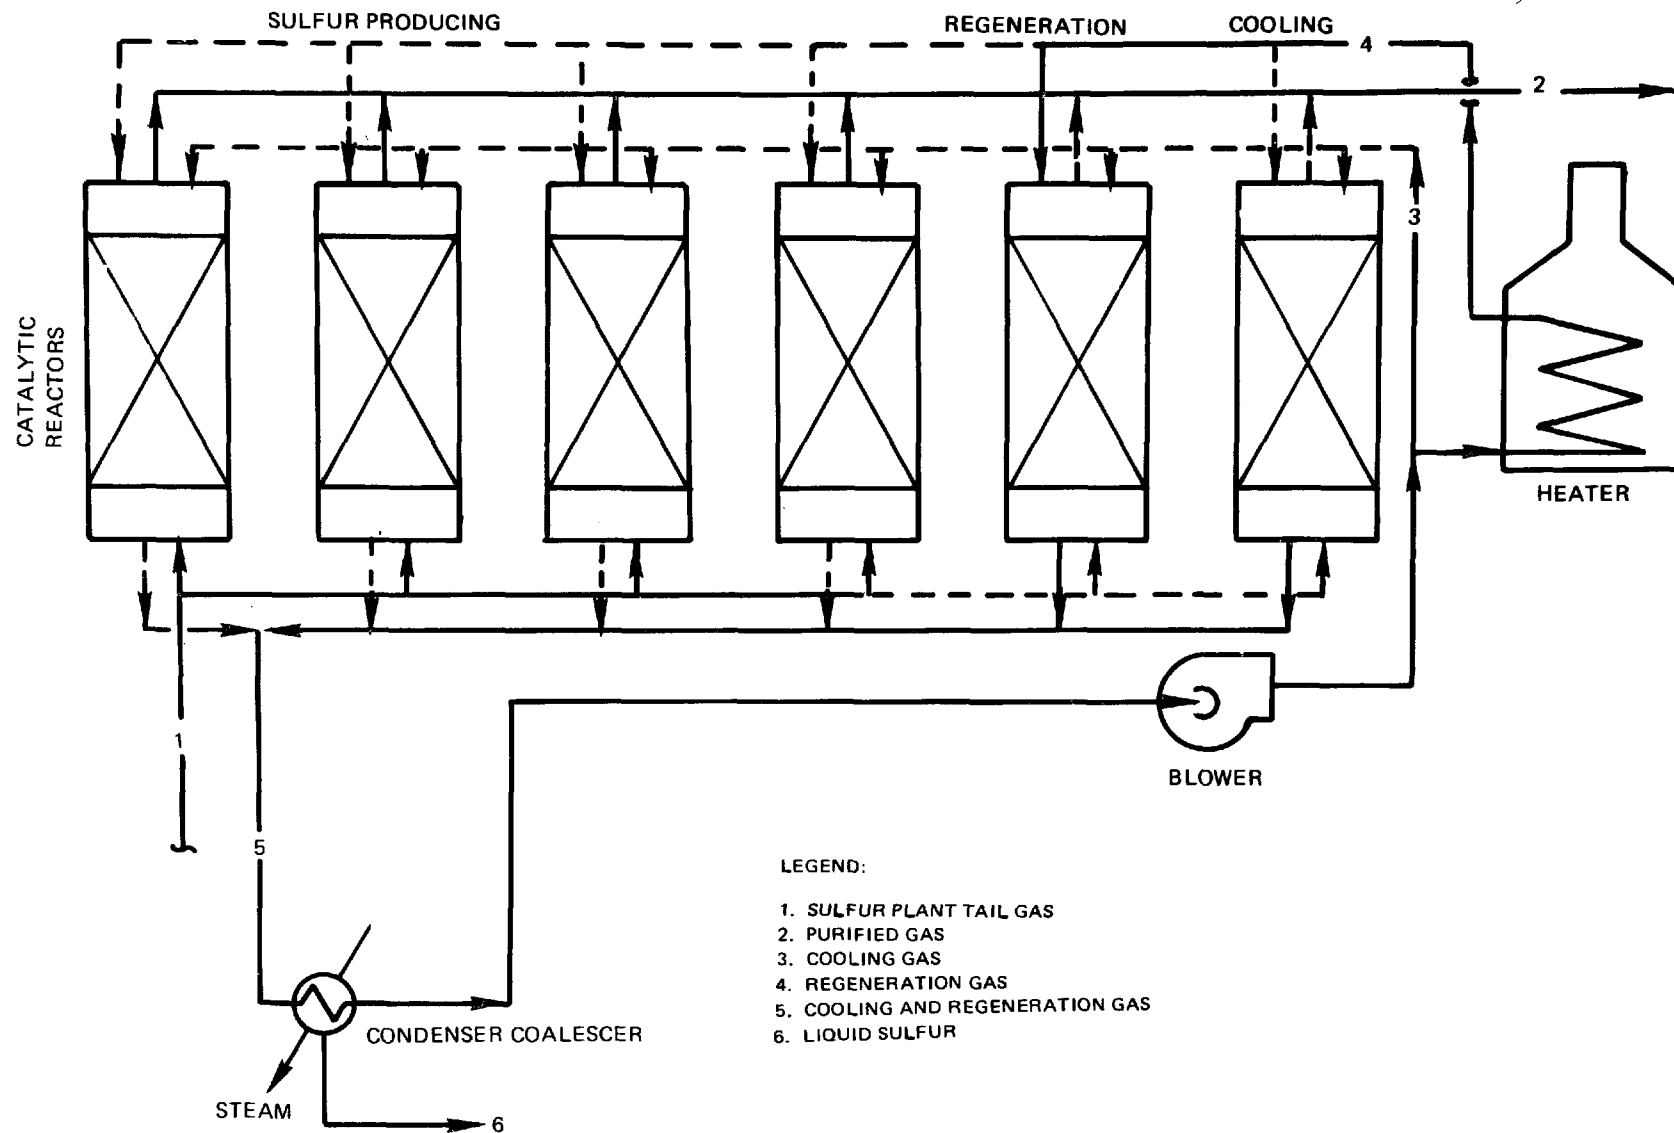 SULFUR PRODUCING
REGENERATION
COOLING
4
2
3
CATALYTIC
REACTORS
HEATER
1
BLOWER
5
LEGEND:
1. SULFUR PLANT TAIL GAS
2. PURIFIED GAS
3. COOLING GAS
4. REGENERATION GAS
5. COOLING AND REGENERATION GAS
6. LIQUID SULFUR
CONDENSER COALESCER
STEAM
6